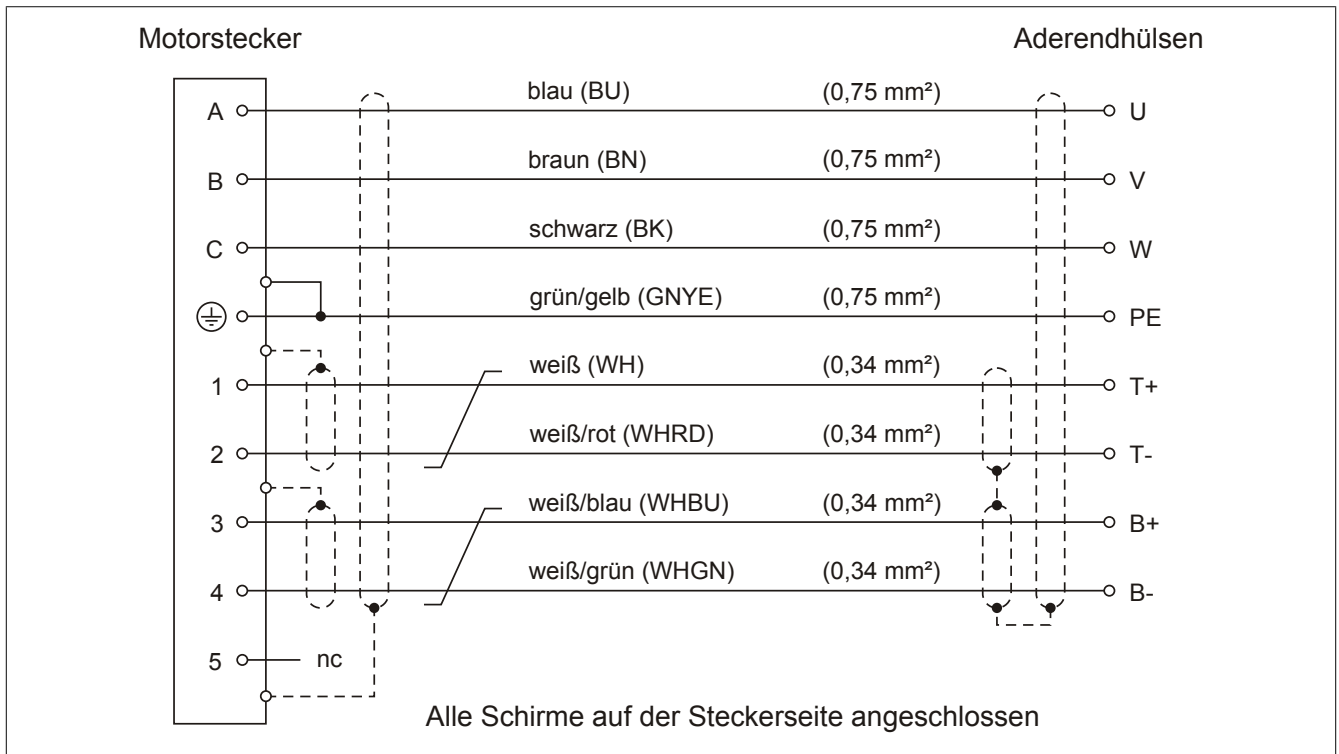 Motorstecker Aderendhülsen
A blau (BU) (0,75 mm²) U
B braun (BN) (0,75 mm²) V
C schwarz (BK) (0,75 mm²) W
grün/gelb (GNYE) (0,75 mm²) PE
1 weiß (WH) (0,34 mm²) T+
2 weiß/rot (WHRD) (0,34 mm²) T-
3 weiß/blau (WHBU) (0,34 mm²) B+
4 weiß/grün (WHGN) (0,34 mm²) B-
5 nc
Alle Schirme auf der Steckerseite angeschlossen